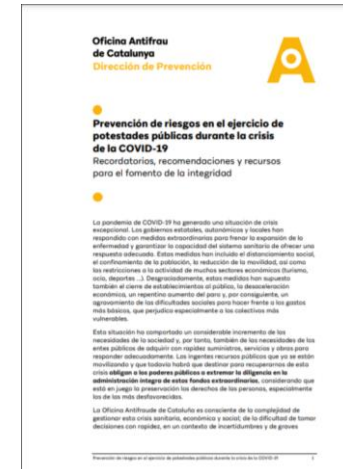 Oficina Antifrau
de Catalunya
Dirección de Prevención
Prevención de riesgos en el ejercicio de
potestades públicas durante la crisis
de la COVID-19
Recordatorios, recomendaciones y recursos
para el fomento de la integridad
La pandemia de COVID-19 ha generado una situación de crisis
excepcional. Los gobiernos estatales, autonómicos y locales han
respondido con medidas extraordinarias para frenar la expansión de la
enfermedad y garantizar la capacidad del sistema sanitario de ofrecer una
respuesta adecuada. Estas medidas han incluido el distanciamiento social,
el confinamiento de la población, la reducción de la movilidad, así como
las restricciones a la actividad de muchos sectores económicos (turismo,
ocio, deportes ...). Desgraciadamente, estas medidas han supuesto
también el cierre de establecimientos al público, la desaceleración
económica, un repentino aumento del paro y, por consiguiente, un
agravamiento de las dificultades sociales para hacer frente a los gastos
más básicos, que perjudica especialmente a los colectivos más
vulnerables.
Esta situación ha comportado un considerable incremento de las
necesidades de la sociedad y, por tanto, también de las necesidades de los
entes públicos de adquirir con rapidez suministros, servicios y obras para
responder adecuadamente. Los ingentes recursos públicos que ya se están
movilizando y que todavía habrá que destinar para recuperarnos de esta
crisis obligan a los poderes públicos a extremar la diligencia en la
administración íntegra de estos fondos extraordinarios, considerando que
está en juego la preservación los derechos de las personas, especialmente
los de las más desfavorecidas.
La Oficina Antifraude de Cataluña es consciente de la complejidad de
gestionar esta crisis sanitaria, económica y social; de la dificultad de tomar
decisiones con rapidez, en un contexto de incertidumbres y de graves
Prevención de riesgos en el ejercicio de potestades públicas durante la crisis de la COVID-19 1